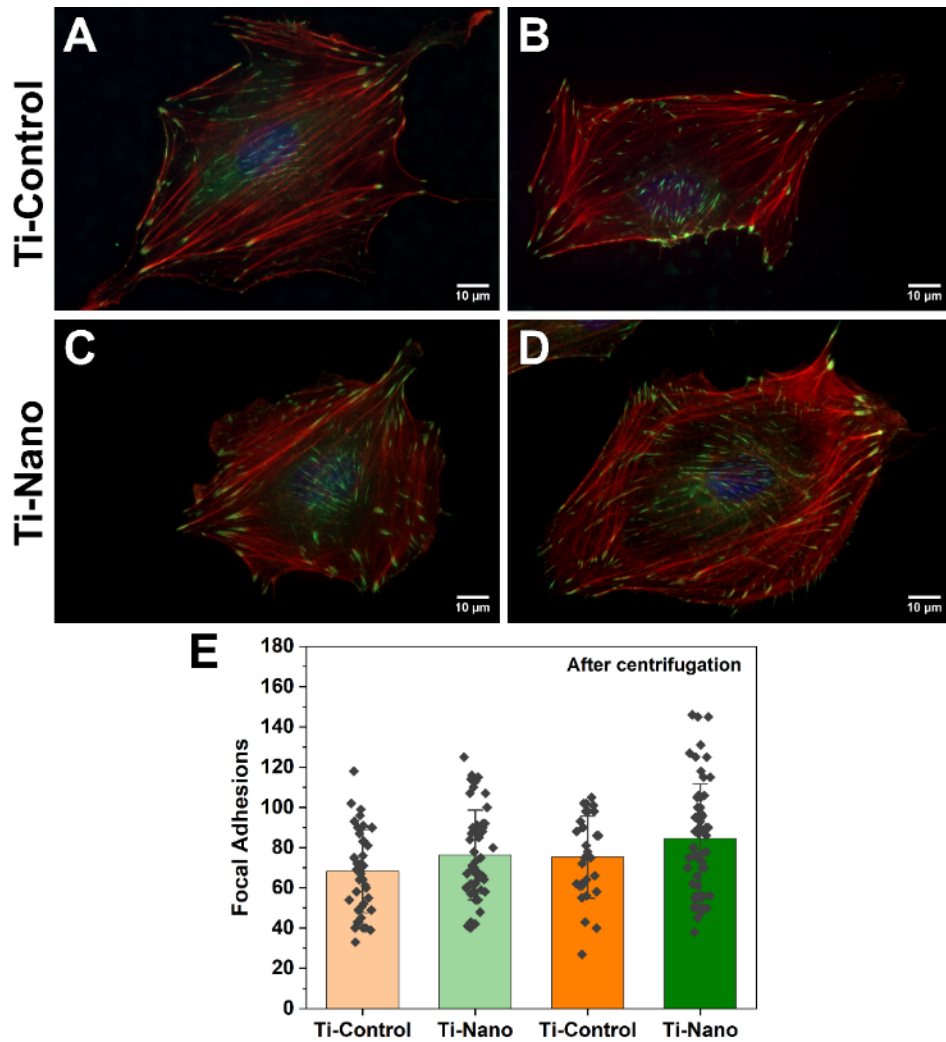 A
B
Ti-Control
10 µm
10 µm
C
D
Ti-Nano
10 µm
10 µm
E
After centrifugation
Focal Adhesions
180
160
140
120
100
80
60
40
20
0
Ti-Control Ti-Nano Ti-Control Ti-Nano